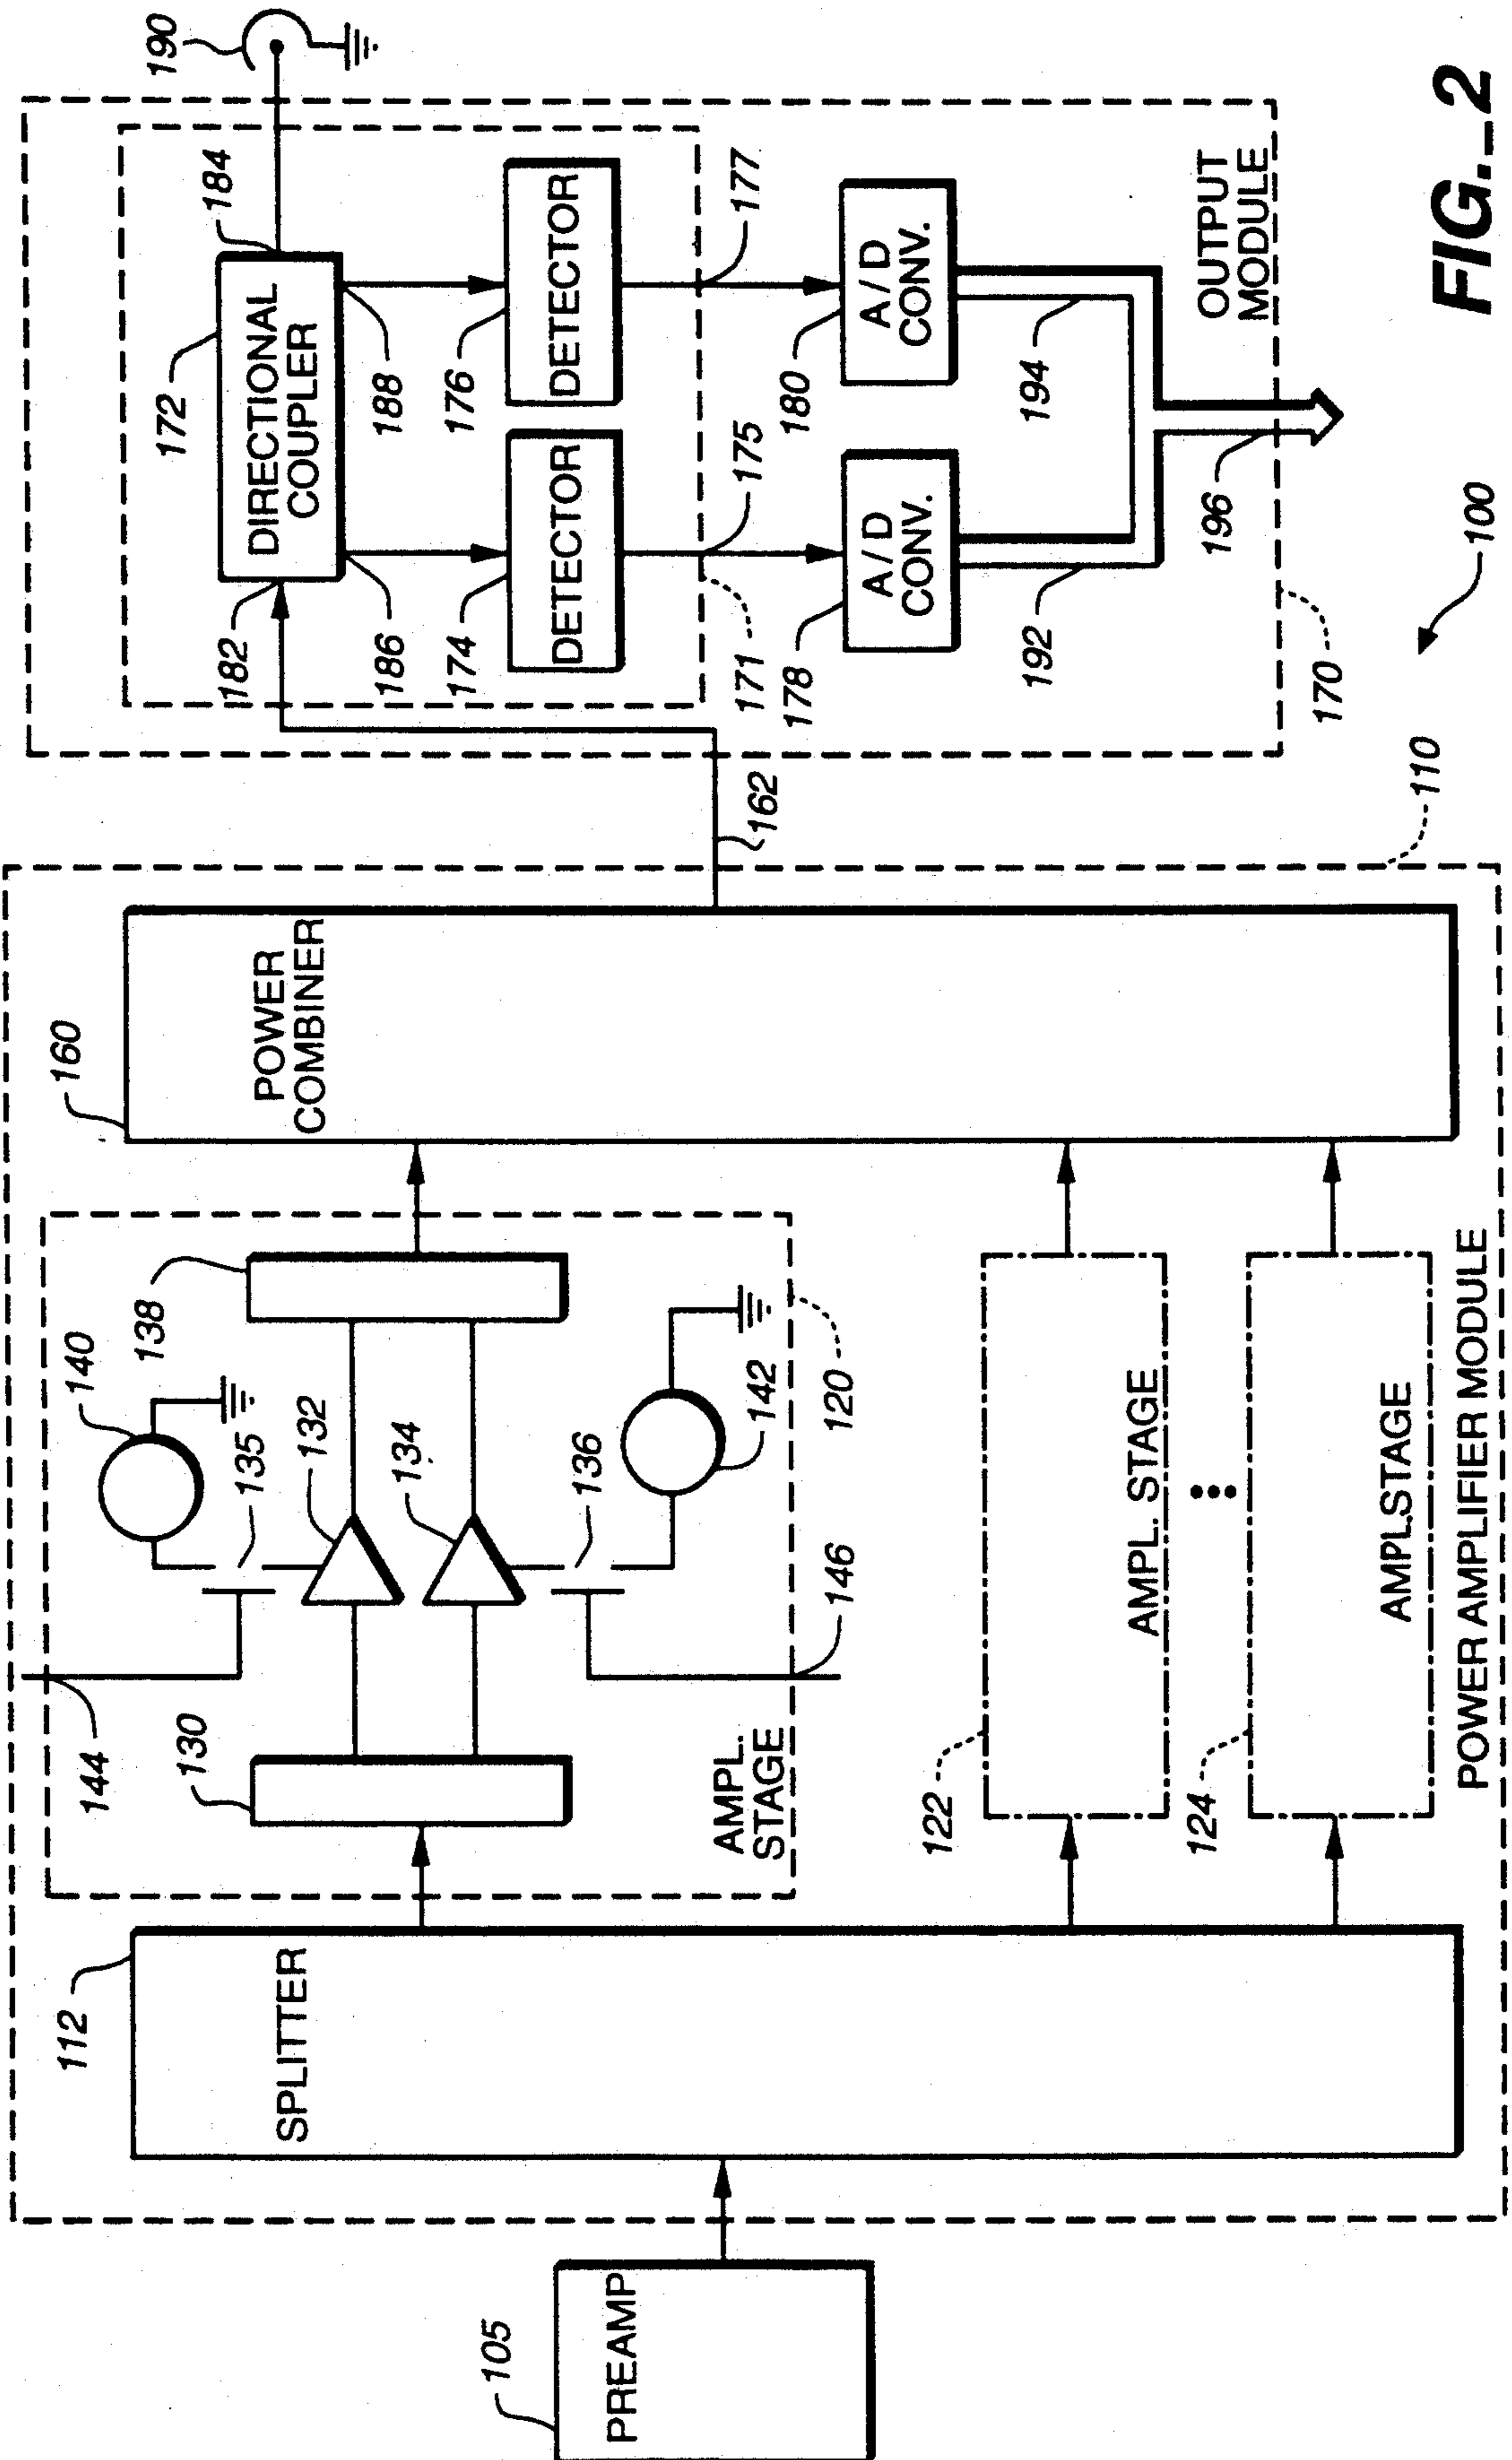 105
PREAMP
112
SPLITTER
144
130
AMPL.
STAGE
140
135
132
134
136
138
142
146
120
122
AMPL. STAGE
124
AMPL.STAGE
POWER AMPLIFIER MODULE
160
POWER
COMBINER
110
162
172
DIRECTIONAL
COUPLER
182
184
186
188
190
174
DETECTOR
176
DETECTOR
171
175
177
178
A/D
CONV.
180
A/D
CONV.
192
194
196
OUTPUT
MODULE
170
100
FIG._2